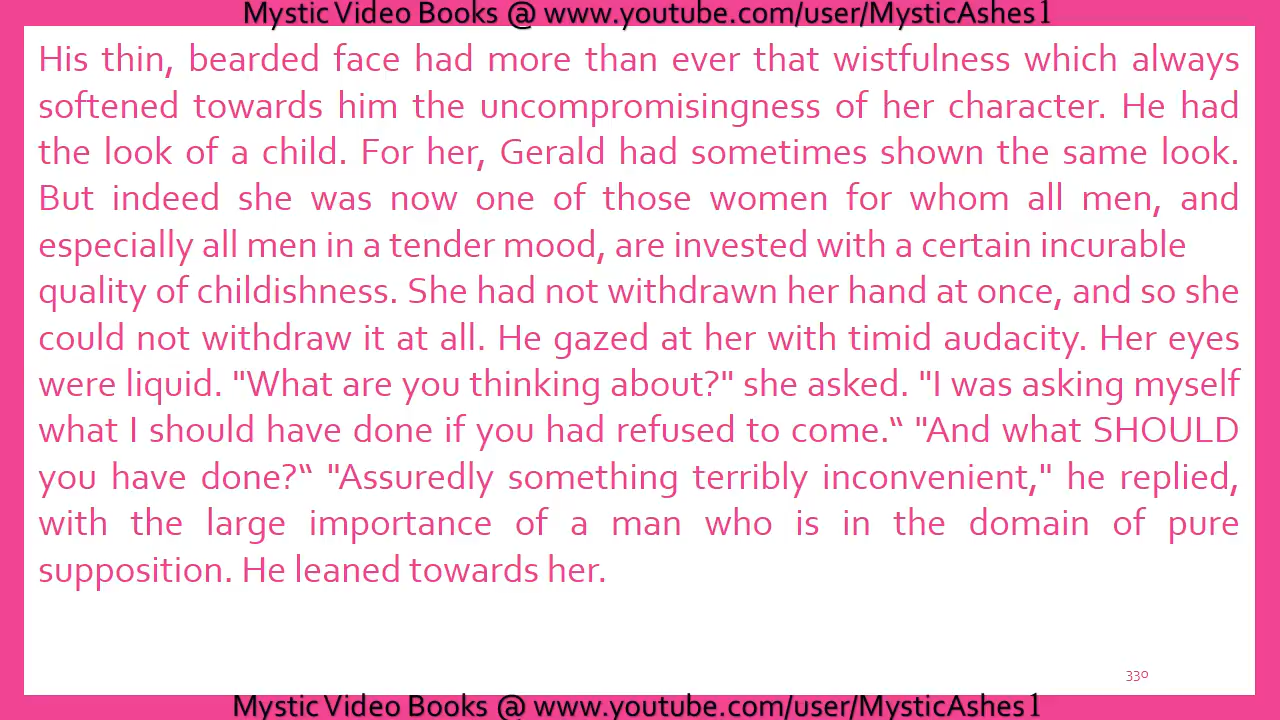 Mystic Video Books @ www.youtube.com/user/MysticAshes1
His thin, bearded face had more than ever that wistfulness which always
softened towards him the uncompromisingness of her character. He had
the look of a child. For her, Gerald had sometimes shown the same look.
But indeed she was now one of those women for whom all men, and
especially all men in a tender mood, are invested with a certain incurable
quality of childishness. She had not withdrawn her hand at once, and so she
could not withdraw it at all. He gazed at her with timid audacity. Her eyes
were liquid. "What are you thinking about?" she asked. "I was asking myself
what I should have done if you had refused to come.“ "And what SHOULD
you have done?“ "Assuredly something terribly inconvenient," he replied,
with the large importance of a man who is in the domain of pure
supposition. He leaned towards her.
330
Mystic Video Books @ www.youtube.com/user/MysticAshes1